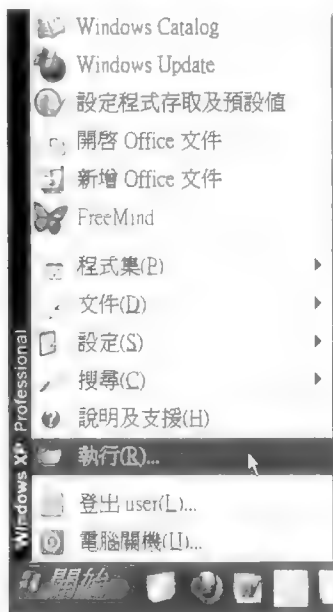 Windows Catalog
Windows Update
設定程式存取及預設值
開啓 Office 文件
新增 Office 文件
FreeMind
程式集(P)
文件(D)
設定(S)
搜尋(C)
說明及支援(H)
執行(R)...
登出 user(L)...
電腦關機(U)...
Windows XP Professional
開始